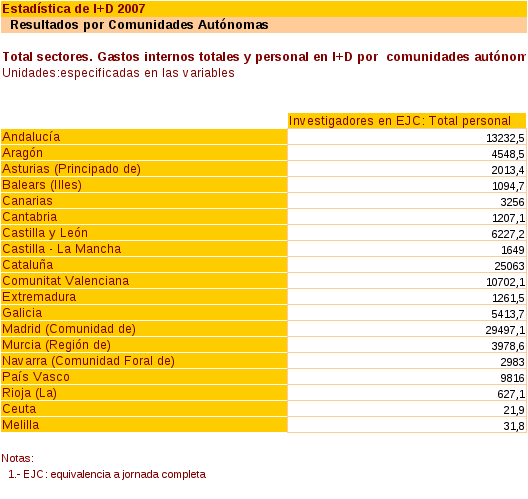 Estadística de I+D 2007
Resultados por Comunidades Autónomas
Total sectores. Gastos internos totales y personal en I+D por comunidades autónom
Unidades:especificadas en las variables
Investigadores en EJC: Total personal
Andalucía 13232,5
Aragón 4548,5
Asturias (Principado de) 2013,4
Balears (Illes) 1094,7
Canarias 3256
Cantabria 1207,1
Castilla y León 6227,2
Castilla - La Mancha 1649
Cataluña 25063
Comunitat Valenciana 10702,1
Extremadura 1261,5
Galicia 5413,7
Madrid (Comunidad de) 29497,1
Murcia (Región de) 3978,6
Navarra (Comunidad Foral de) 2983
País Vasco 9816
Rioja (La) 627,1
Ceuta 21,9
Melilla 31,8
Notas:
1.- EJC: equivalencia a jornada completa